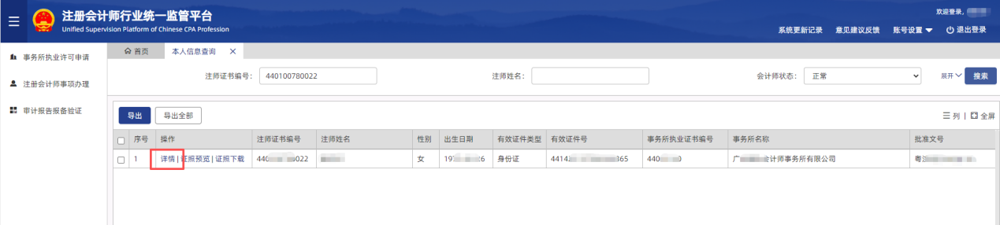 注册会计师行业统一监管平台
Unified Supervision Platform of Chinese CPA Profession
欢迎登录,
系统更新记录 意见建议反馈 账号设置 退出登录
事务所执业许可申请
注册会计师事项办理
审计报告报备验证
首页 本人信息查询 ×
注师证书编号: 440100780022 注师姓名: 会计师状态: 正常 展开 搜索
导出 导出全部 列 | 全屏
序号 操作 注师证书编号 注师姓名 性别 出生日期 有效证件类型 有效证件号 事务所执业证书编号 事务所名称 批准文号
1 详情 | 证照预览 | 证照下载 440 022 女 197 6 身份证 4414 365 440 0 广 会计师事务所有限公司 粤